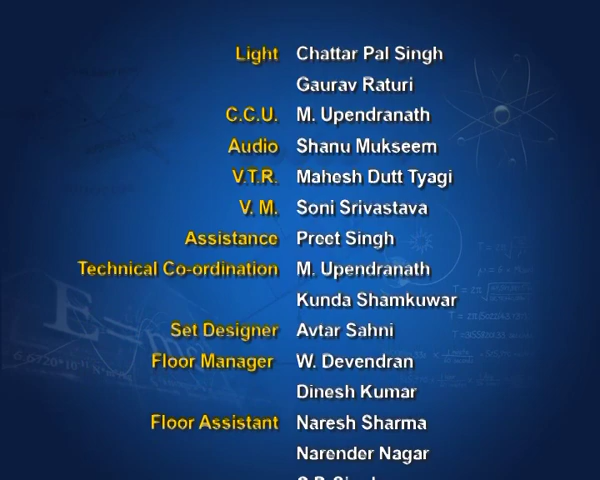 Light Chattar Pal Singh
Gaurav Raturi
C.C.U. M. Upendranath
Audio Shanu Mukseem
V.T.R. Mahesh Dutt Tyagi
V. M. Soni Srivastava
Assistance Preet Singh
Technical Co-ordination M. Upendranath
Kunda Shamkuwar
Set Designer Avtar Sahni
Floor Manager W. Devendran
Dinesh Kumar
Floor Assistant Naresh Sharma
Narender Nagar